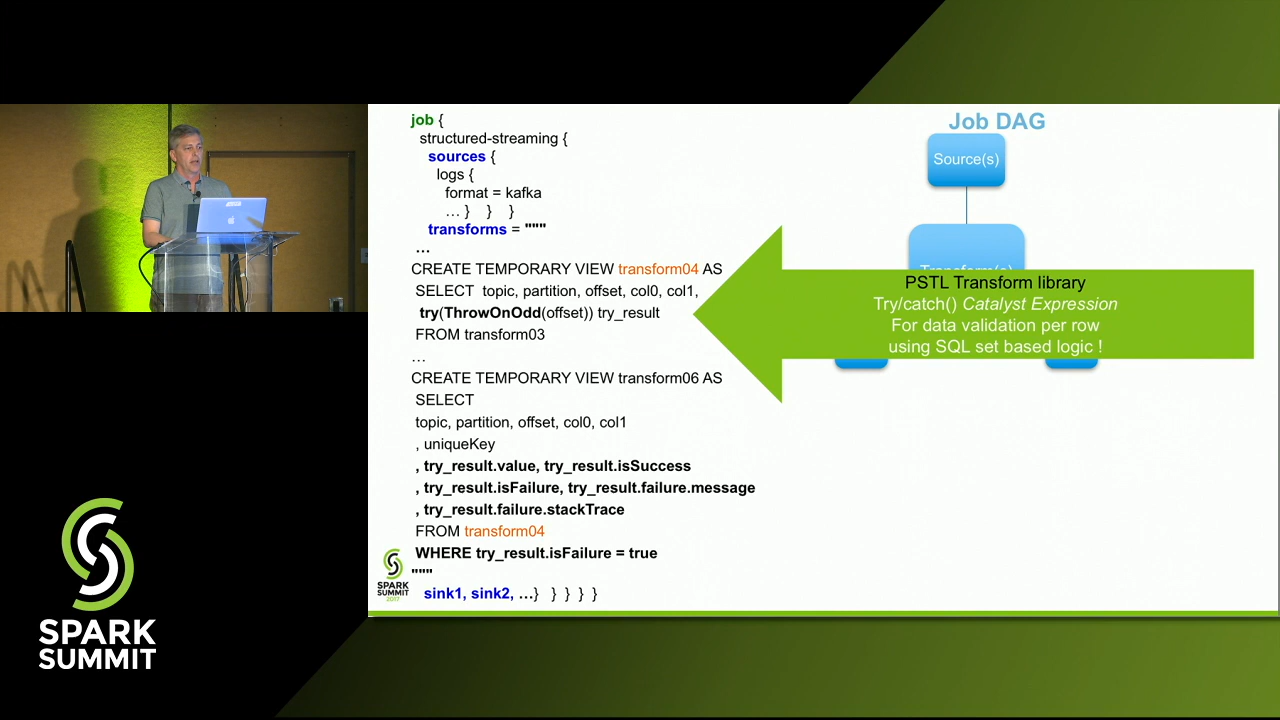 job {
structured-streaming {
sources {
logs {
format = kafka
… } } }
transforms = """
…
CREATE TEMPORARY VIEW transform04 AS
SELECT topic, partition, offset, col0, col1,
try(ThrowOnOdd(offset)) try_result
FROM transform03
…
CREATE TEMPORARY VIEW transform06 AS
SELECT
topic, partition, offset, col0, col1
, uniqueKey
, try_result.value, try_result.isSuccess
, try_result.isFailure, try_result.failure.message
, try_result.failure.stackTrace
FROM transform04
WHERE try_result.isFailure = true
"""
sink1, sink2, …} } } } }
Job DAG
Source(s)
Transform(s)
PSTL Transform library
Try/catch() Catalyst Expression
For data validation per row
using SQL set based logic !
SPARK
SUMMIT
2017
SPARK
SUMMIT